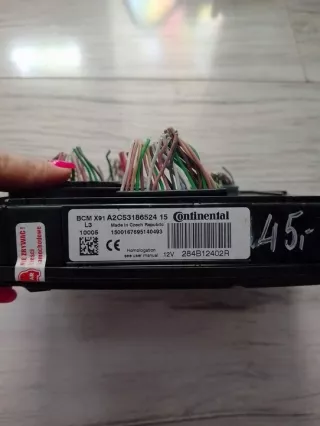 BCM X91 A2C53186524 15 Continental
L3 Made in Czech Republic
10005 1500167695140493
CE Homologation
see user manual 12V 284B12402R
45,-